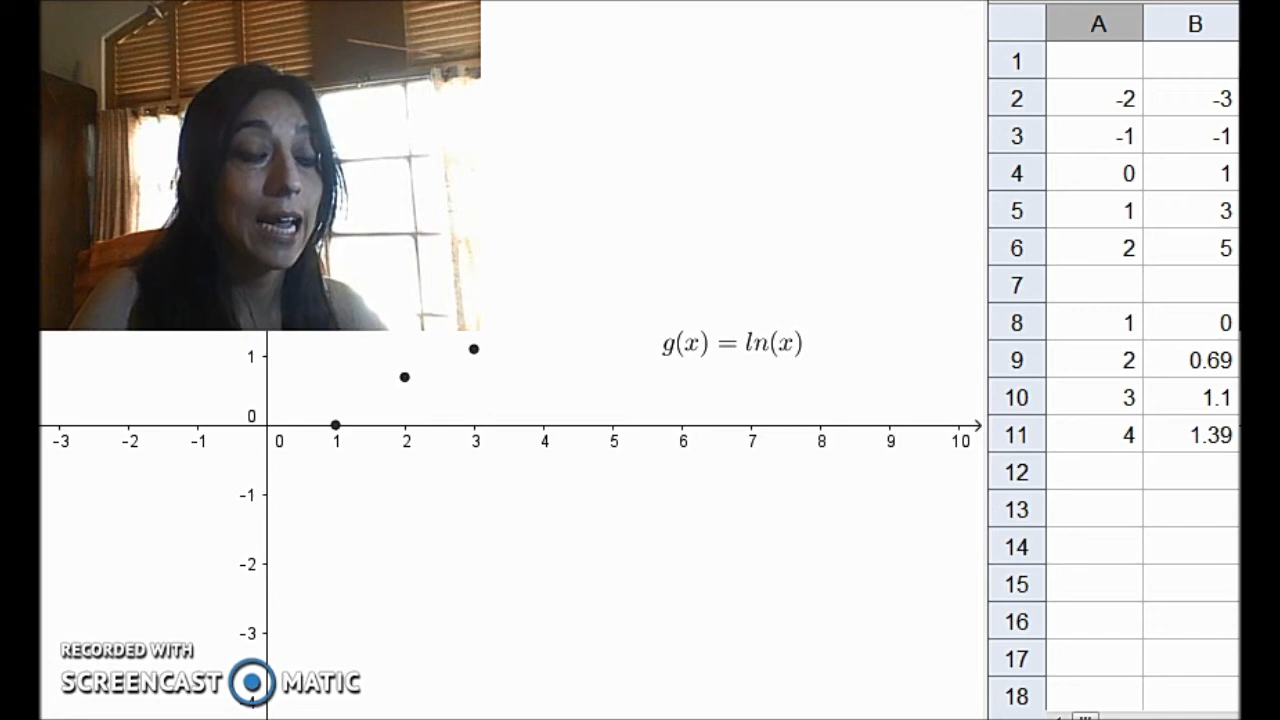 A B
1
2 -2 -3
3 -1 -1
4 0 1
5 1 3
6 2 5
7
8 1 0
9 2 0.69
10 3 1.1
11 4 1.39
12
13
14
15
16
17
18
g(x) = ln(x)
1
0
-3 -2 -1 0 1 2 3 4 5 6 7 8 9 10
-1
-2
-3
RECORDED WITH
SCREENCAST MATIC